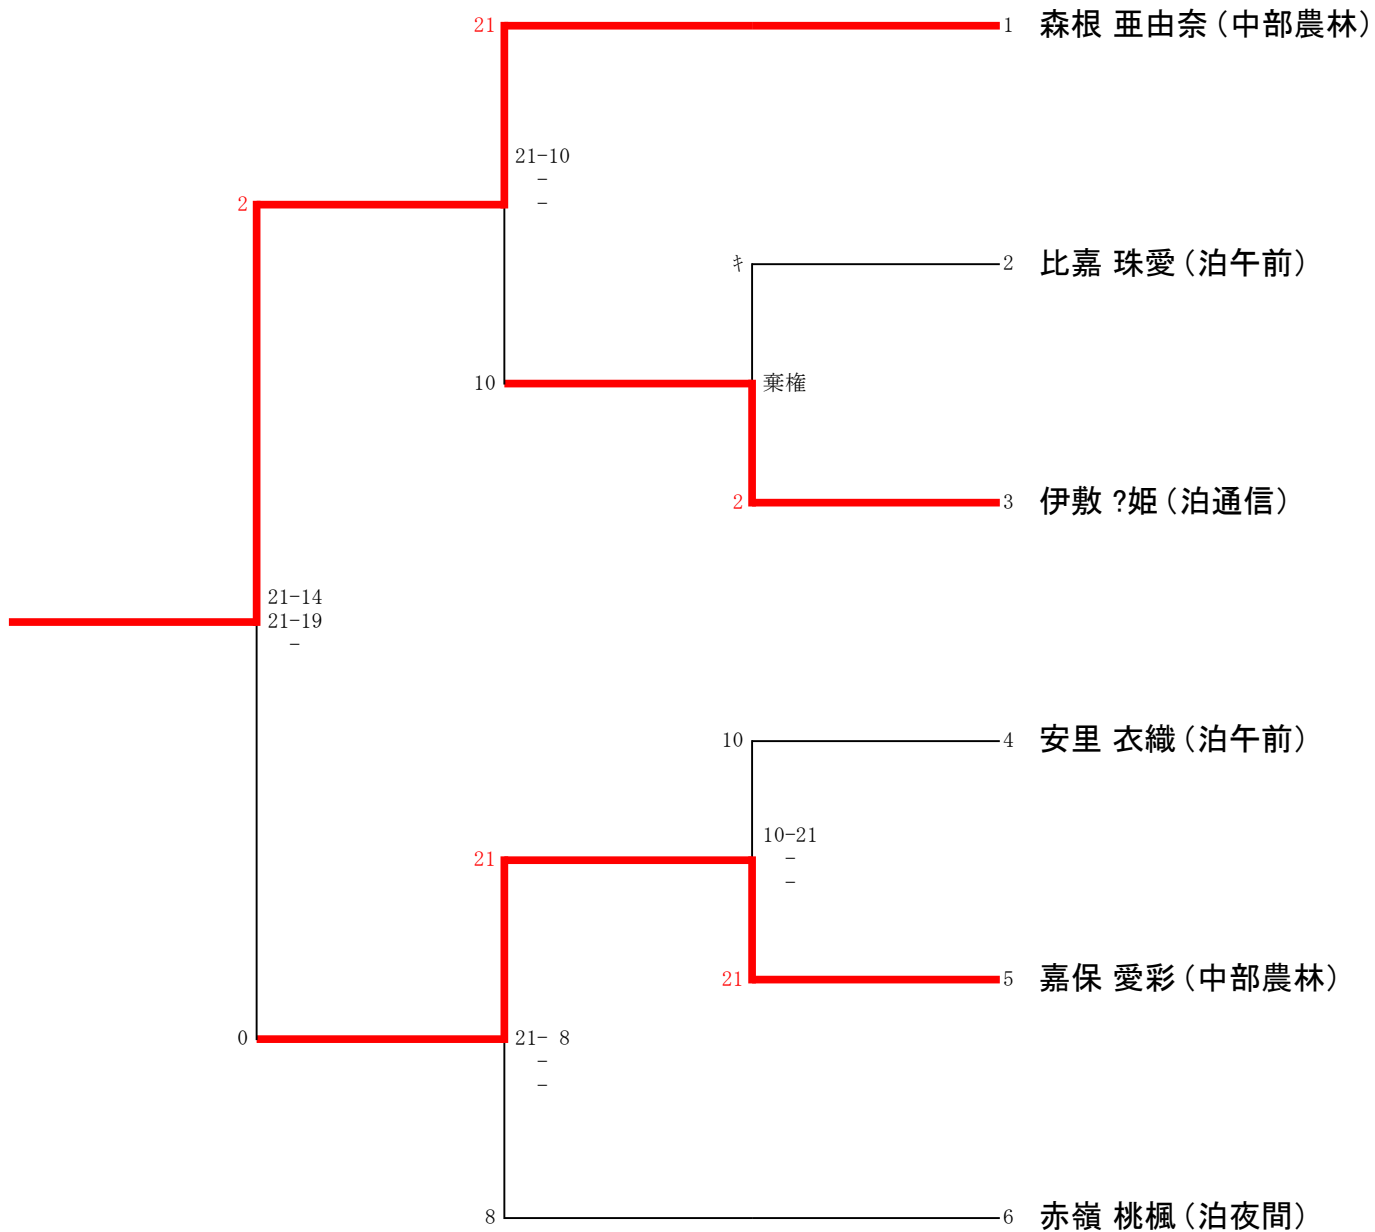 21 1 森根 亜由奈（中部農林）
21-10
-
2 -
ｷ 2 比嘉 珠愛（泊午前）
10 棄権
2 3 伊敷 ?姫（泊通信）
21-14
21-19
-
10 4 安里 衣織（泊午前）
10-21
21 -
-
21 5 嘉保 愛彩（中部農林）
0 21- 8
-
-
8 6 赤嶺 桃楓（泊夜間）